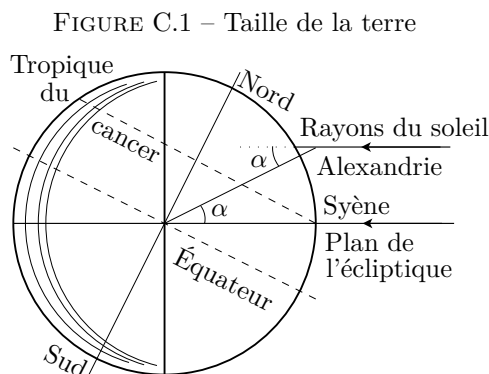 FIGURE C.1 – Taille de la terre
Tropique
du
cancer
Nord
Rayons du soleil
α
Alexandrie
Syène
α
Plan de
l'écliptique
Équateur
Sud